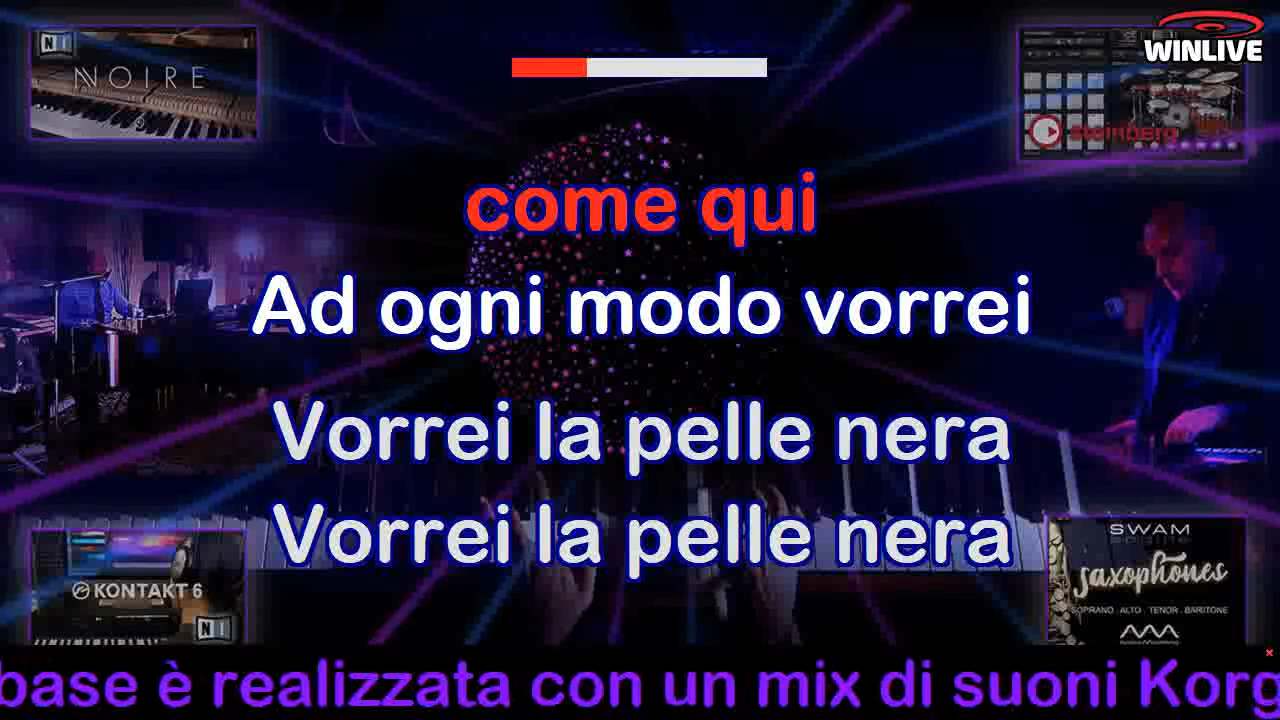 NOIRE
WINLIVE
steinberg
come qui
Ad ogni modo vorrei
Vorrei la pelle nera
Vorrei la pelle nera
KONTAKT 6
SWAM
saxophones
SOPRANO . ALTO . TENOR . BARITONE
base è realizzata con un mix di suoni Korg